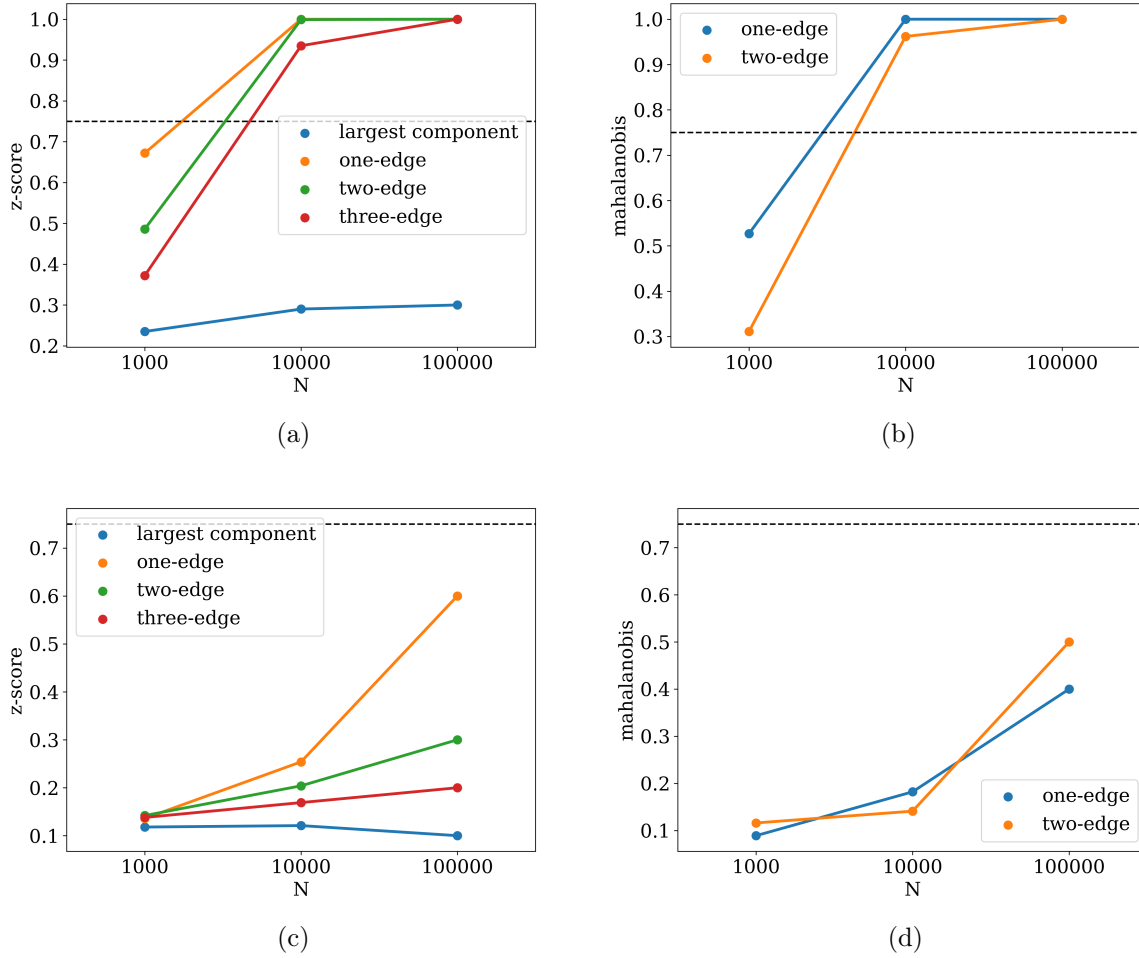 1.0
0.9
0.8
0.7
0.6
0.5
0.4
0.3
0.2
z-score
largest component
one-edge
two-edge
three-edge
1000 10000 100000
N
(a)
1.0
0.9
0.8
0.7
0.6
0.5
0.4
0.3
mahalanobis
one-edge
two-edge
1000 10000 100000
N
(b)
0.7
0.6
0.5
0.4
0.3
0.2
0.1
z-score
largest component
one-edge
two-edge
three-edge
1000 10000 100000
N
(c)
0.7
0.6
0.5
0.4
0.3
0.2
0.1
mahalanobis
one-edge
two-edge
1000 10000 100000
N
(d)